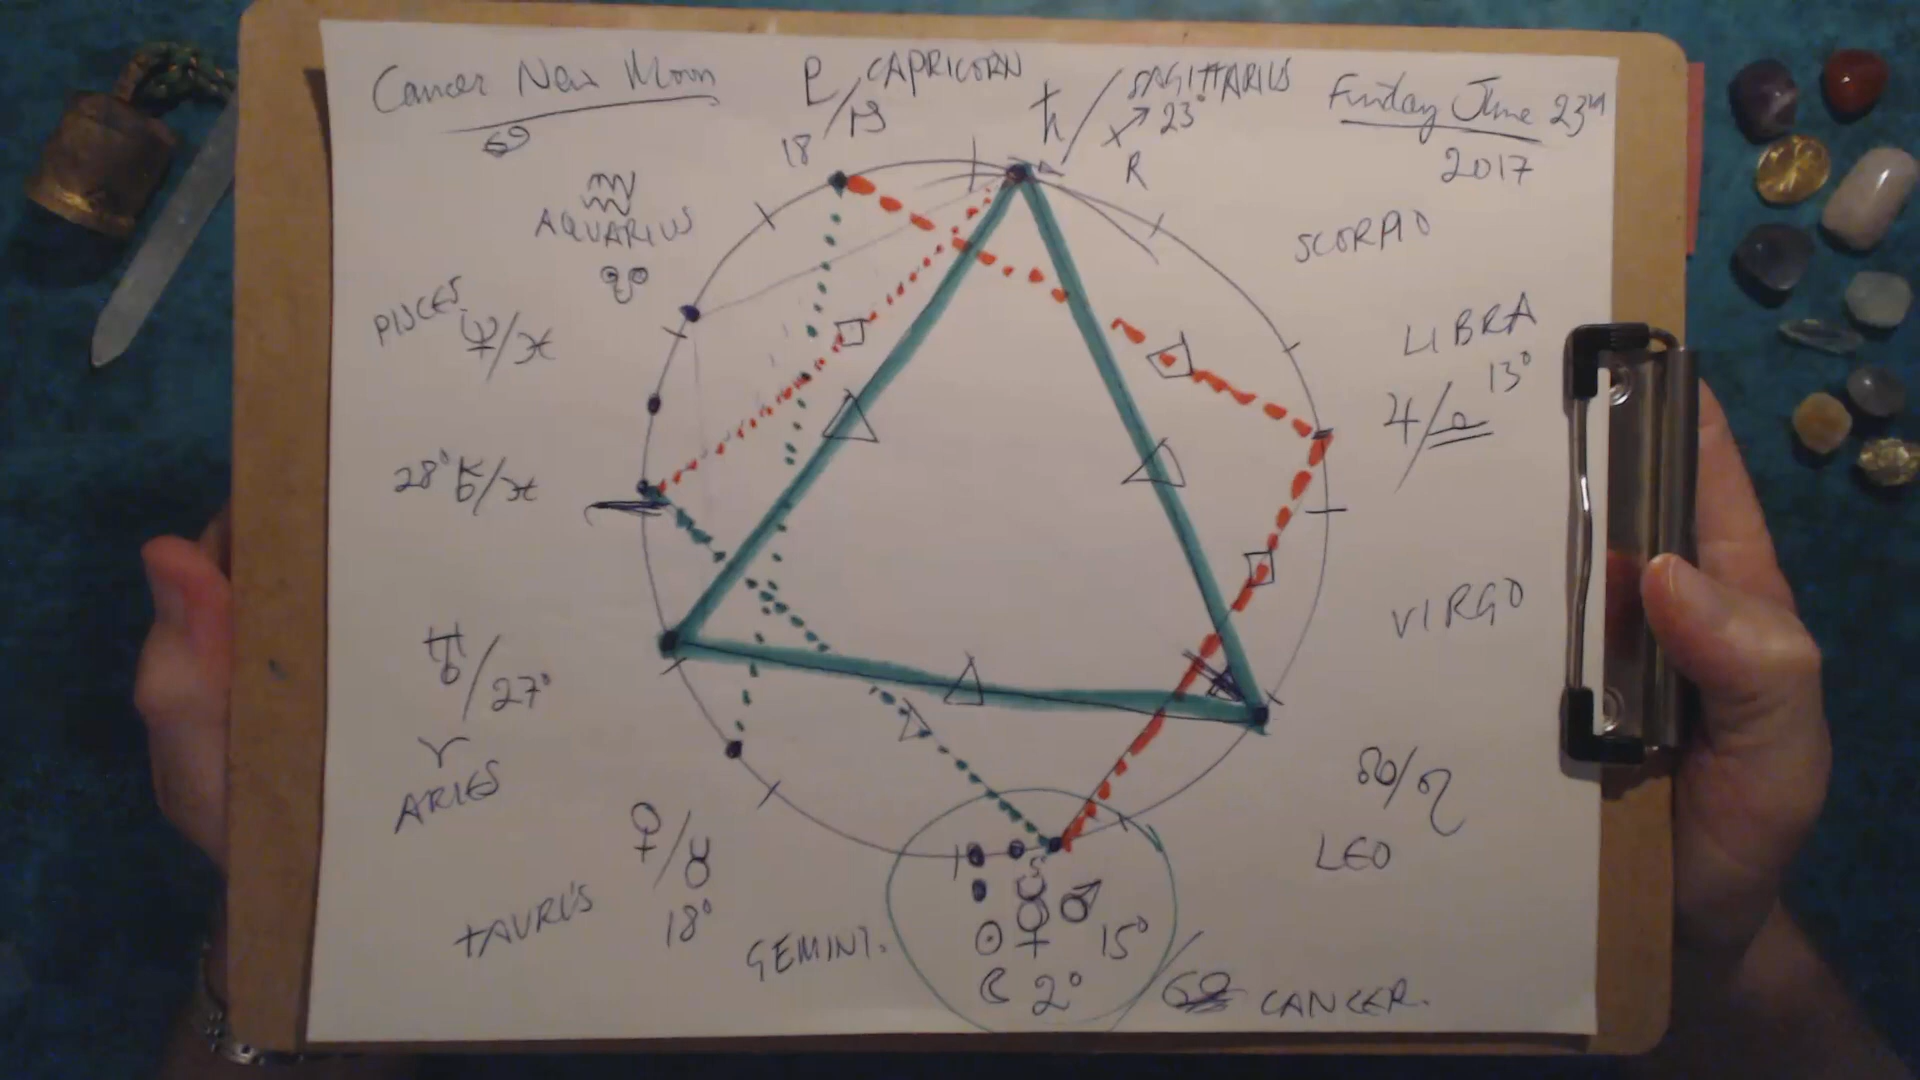 Cancer New Moon
♋
Friday June 23rd
2017
♇/♑ CAPRICORN
18
♄/SAGITTARIUS
♐ 23°
R
AQUARIUS
SCORPIO
PISCES
♆/♓
LIBRA
13°
♃/♎
28° ⚷/♓
VIRGO
♅/27°
♈
ARIES
☊/♌
LEO
♀/♉
18°
TAURUS
GEMINI.
☿ ♂
☉ 15°
☾ 2°
/♋ CANCER.